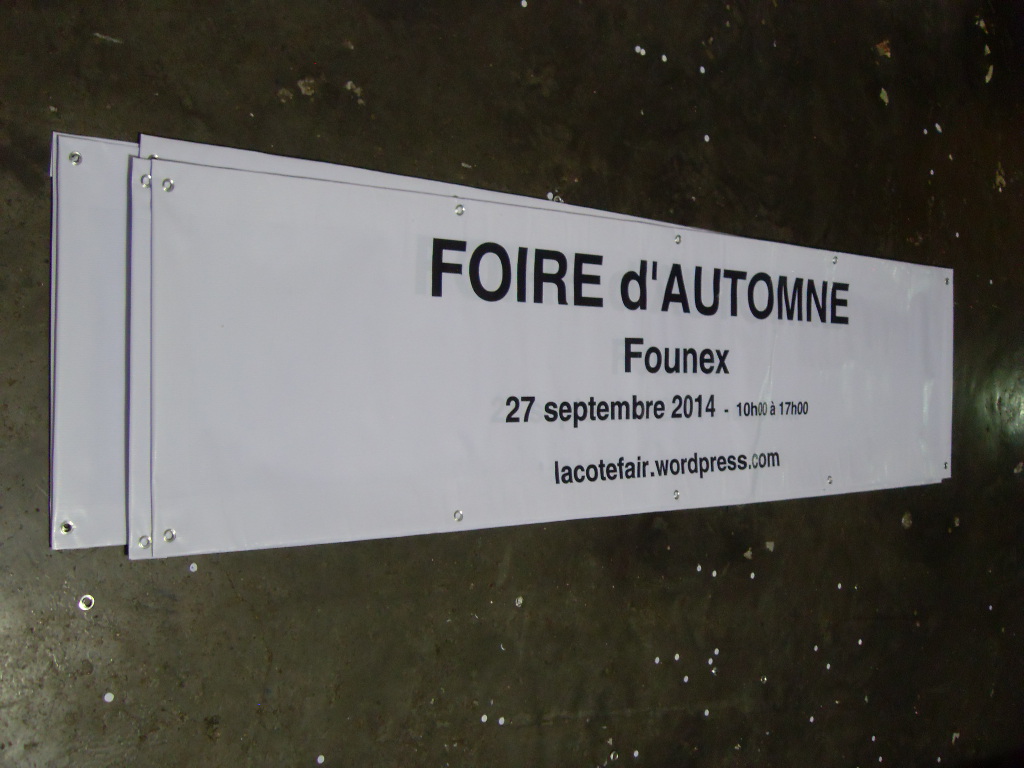 FOIRE d'AUTOMNE
Founex
27 septembre 2014 - 10h00 à 17h00
lacotefair.wordpress.com